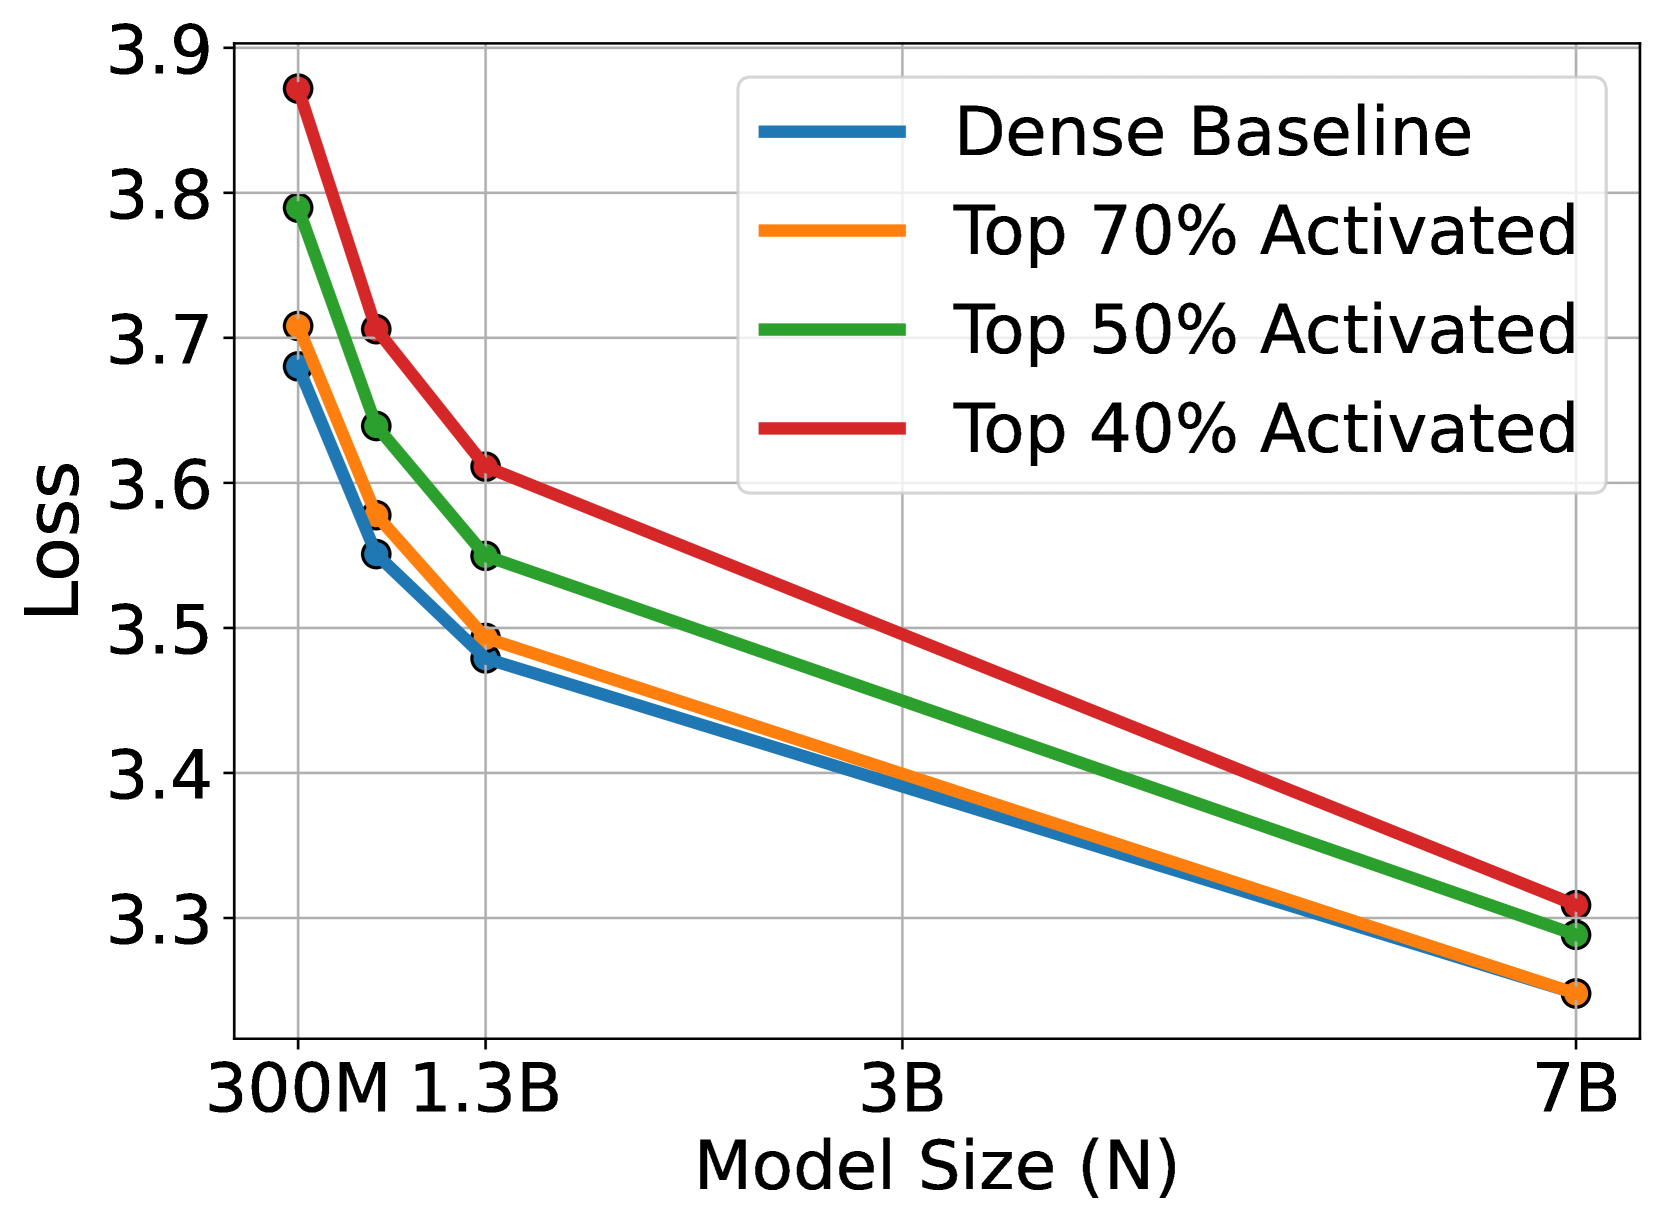 3.9
3.8
3.7
3.6
3.5
3.4
3.3
Loss
Dense Baseline
Top 70% Activated
Top 50% Activated
Top 40% Activated
300M 1.3B 3B 7B
Model Size (N)